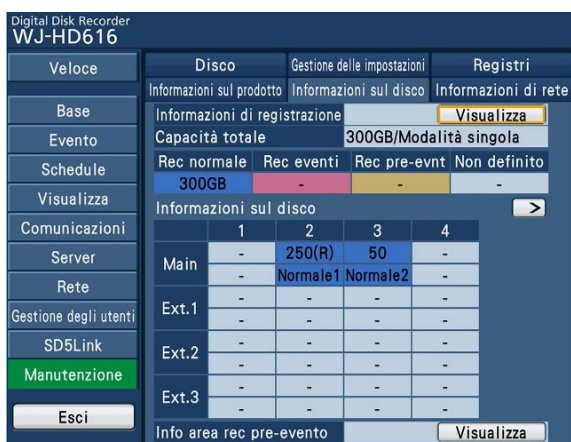 Digital Disk Recorder
WJ-HD616
Veloce
Base
Evento
Schedule
Visualizza
Comunicazioni
Server
Rete
Gestione degli utenti
SD5Link
Manutenzione
Esci
Disco Gestione delle impostazioni Registri
Informazioni sul prodotto Informazioni sul disco Informazioni di rete
Informazioni di registrazione Visualizza
Capacità totale 300GB/Modalità singola
Rec normale Rec eventi Rec pre-evnt Non definito
300GB - - -
Informazioni sul disco >
1 2 3 4
Main - 250(R) 50 -
- Normale1 Normale2 -
Ext.1 - - - -
- - - -
Ext.2 - - - -
- - - -
Ext.3 - - - -
- - - -
Info area rec pre-evento Visualizza